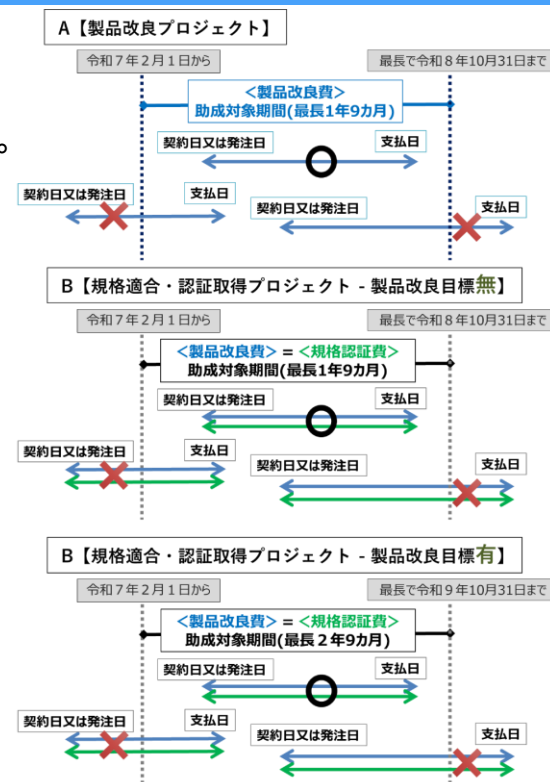 A【製品改良プロジェクト】
令和７年２月１日から
最長で令和８年10月31日まで
＜製品改良費＞
助成対象期間(最長1年9カ月)
。
契約日又は発注日
支払日
契約日又は発注日
支払日
契約日又は発注日
支払日
B【規格適合・認証取得プロジェクト - 製品改良目標無】
令和７年２月１日から
最長で令和８年10月31日まで
＜製品改良費＞＝＜規格認証費＞
助成対象期間(最長1年9カ月)
契約日又は発注日
支払日
契約日又は発注日
支払日
契約日又は発注日
支払日
B【規格適合・認証取得プロジェクト - 製品改良目標有】
令和７年２月１日から
最長で令和９年10月31日まで
＜製品改良費＞＝＜規格認証費＞
助成対象期間(最長２年9カ月)
契約日又は発注日
支払日
契約日又は発注日
支払日
契約日又は発注日
支払日